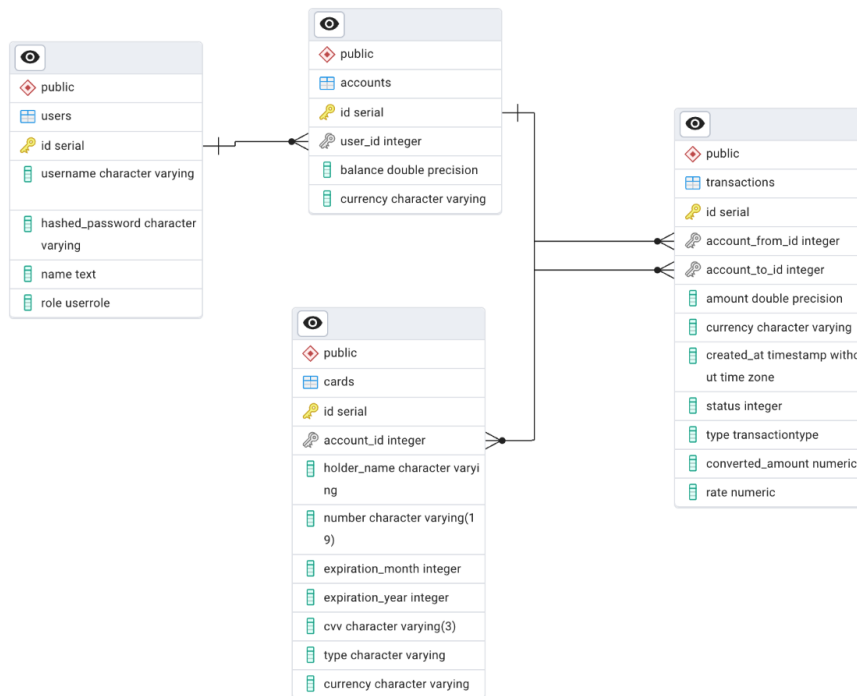 public
users
id serial
username character varying
hashed_password character
varying
name text
role userrole
public
accounts
id serial
user_id integer
balance double precision
currency character varying
public
cards
id serial
account_id integer
holder_name character varyi
ng
number character varying(1
9)
expiration_month integer
expiration_year integer
cvv character varying(3)
type character varying
currency character varying
public
transactions
id serial
account_from_id integer
account_to_id integer
amount double precision
currency character varying
created_at timestamp witho
ut time zone
status integer
type transactiontype
converted_amount numeric
rate numeric